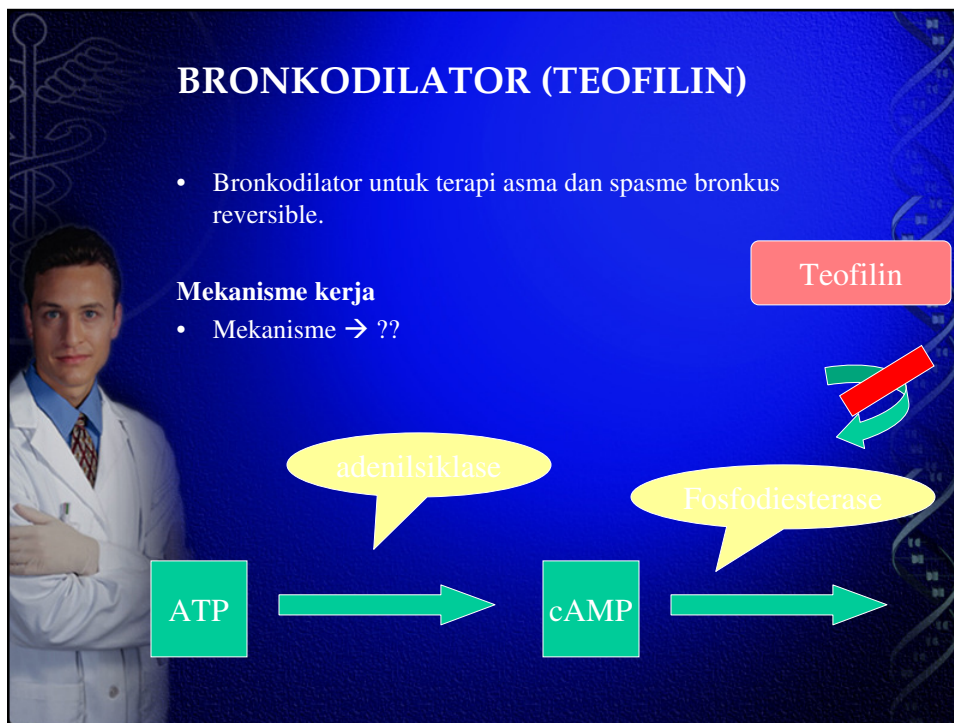 BRONKODILATOR (TEOFILIN)
• Bronkodilator untuk terapi asma dan spasme bronkus
reversible.
Mekanisme kerja
• Mekanisme → ??
Teofilin
adenilsiklase
Fosfodiesterase
ATP
cAMP